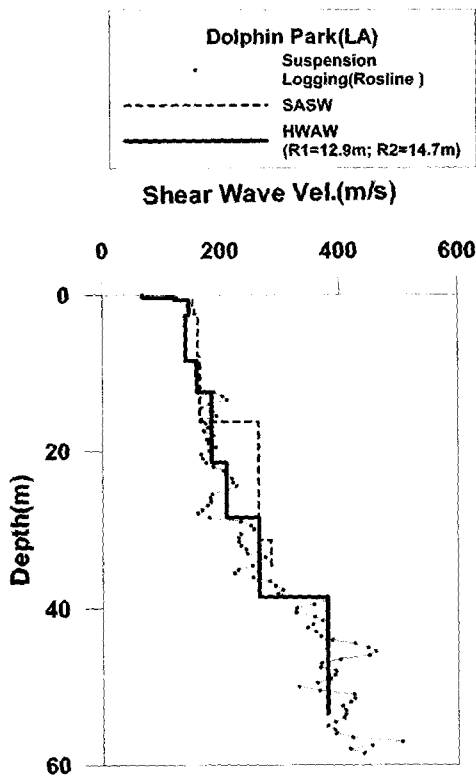 Dolphin Park(LA)
Suspension
Logging(Rosline )
SASW
HWAW
(R1=12.9m; R2=14.7m)
Shear Wave Vel.(m/s)
0 200 400 600
0
20
40
60
Depth(m)